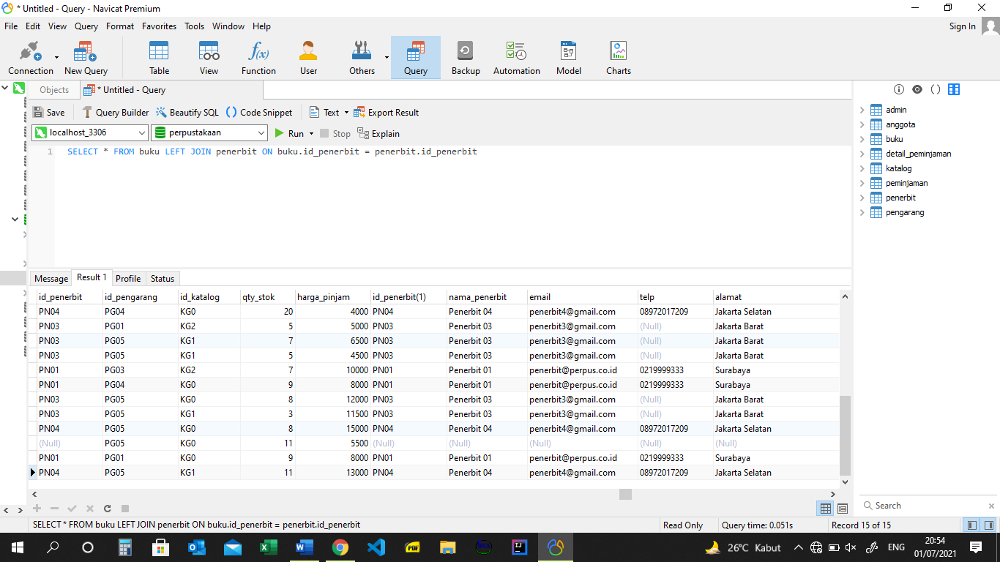 * Untitled - Query - Navicat Premium
File Edit View Query Format Favorites Tools Window Help Sign In
Connection New Query Table View Function User Others Query Backup Automation Model Charts
Objects * Untitled - Query
Save Query Builder Beautify SQL Code Snippet Text Export Result
localhost_3306 perpustakaan Run Stop Explain
1 SELECT * FROM buku LEFT JOIN penerbit ON buku.id_penerbit = penerbit.id_penerbit
admin
anggota
buku
detail_peminjaman
katalog
peminjaman
penerbit
pengarang
Message Result 1 Profile Status
id_penerbit id_pengarang id_katalog qty_stok harga_pinjam id_penerbit(1) nama_penerbit email telp alamat
PN04 PG04 KG0 20 4000 PN04 Penerbit 04 penerbit4@gmail.com 08972017209 Jakarta Selatan
PN03 PG01 KG2 5 5000 PN03 Penerbit 03 penerbit3@gmail.com (Null) Jakarta Barat
PN03 PG05 KG1 7 6500 PN03 Penerbit 03 penerbit3@gmail.com (Null) Jakarta Barat
PN03 PG05 KG1 5 4500 PN03 Penerbit 03 penerbit3@gmail.com (Null) Jakarta Barat
PN01 PG03 KG2 7 10000 PN01 Penerbit 01 penerbit@perpus.co.id 0219999333 Surabaya
PN01 PG04 KG0 9 8000 PN01 Penerbit 01 penerbit@perpus.co.id 0219999333 Surabaya
PN03 PG05 KG0 8 12000 PN03 Penerbit 03 penerbit3@gmail.com (Null) Jakarta Barat
PN03 PG05 KG1 3 11500 PN03 Penerbit 03 penerbit3@gmail.com (Null) Jakarta Barat
PN04 PG05 KG0 8 15000 PN04 Penerbit 04 penerbit4@gmail.com 08972017209 Jakarta Selatan
(Null) PG05 KG0 11 5500 (Null) (Null) (Null) (Null) (Null)
PN01 PG01 KG0 9 8000 PN01 Penerbit 01 penerbit@perpus.co.id 0219999333 Surabaya
PN04 PG05 KG1 11 13000 PN04 Penerbit 04 penerbit4@gmail.com 08972017209 Jakarta Selatan
Search
SELECT * FROM buku LEFT JOIN penerbit ON buku.id_penerbit = penerbit.id_penerbit Read Only Query time: 0.051s Record 15 of 15
26°C Kabut ENG 20:54
01/07/2021